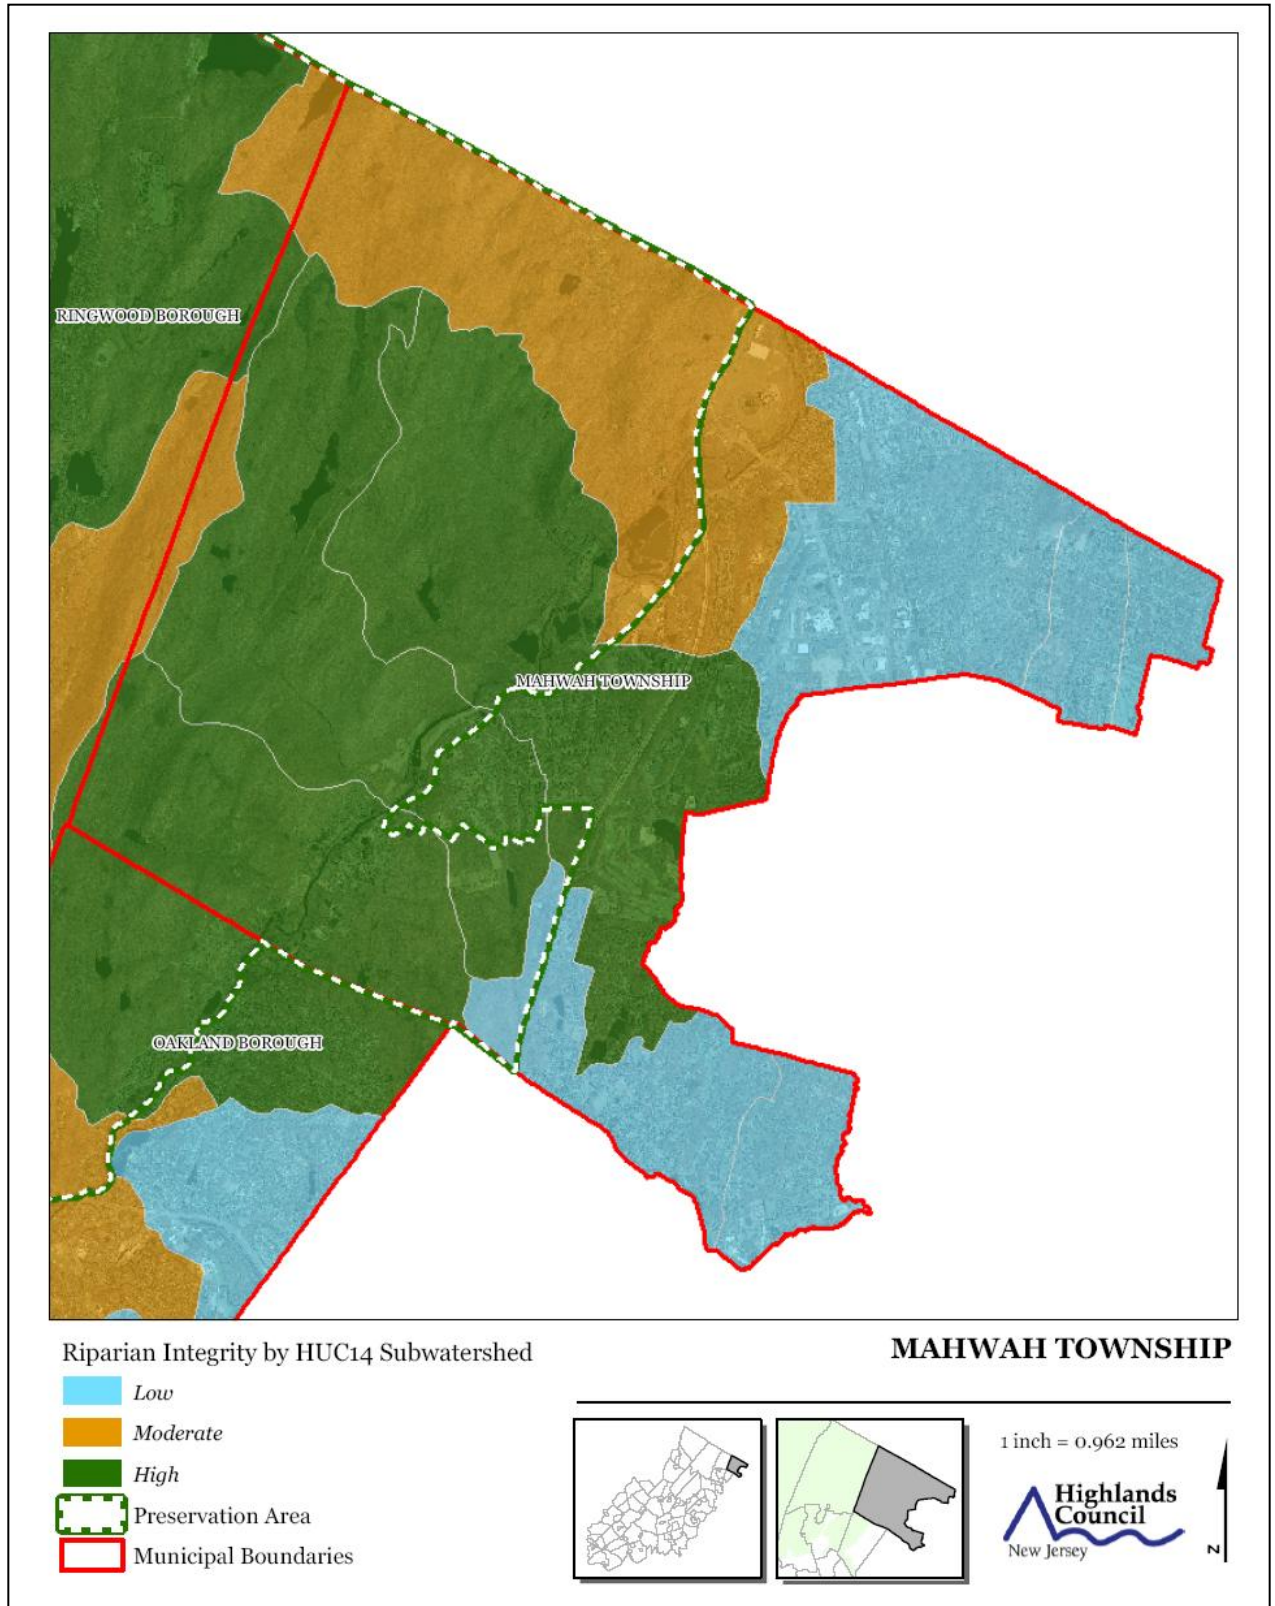 RINGWOOD BOROUGH
MAHWAH TOWNSHIP
OAKLAND BOROUGH
Riparian Integrity by HUC14 Subwatershed
Low
Moderate
High
Preservation Area
Municipal Boundaries
MAHWAH TOWNSHIP
1 inch = 0.962 miles
Highlands
Council
New Jersey
N